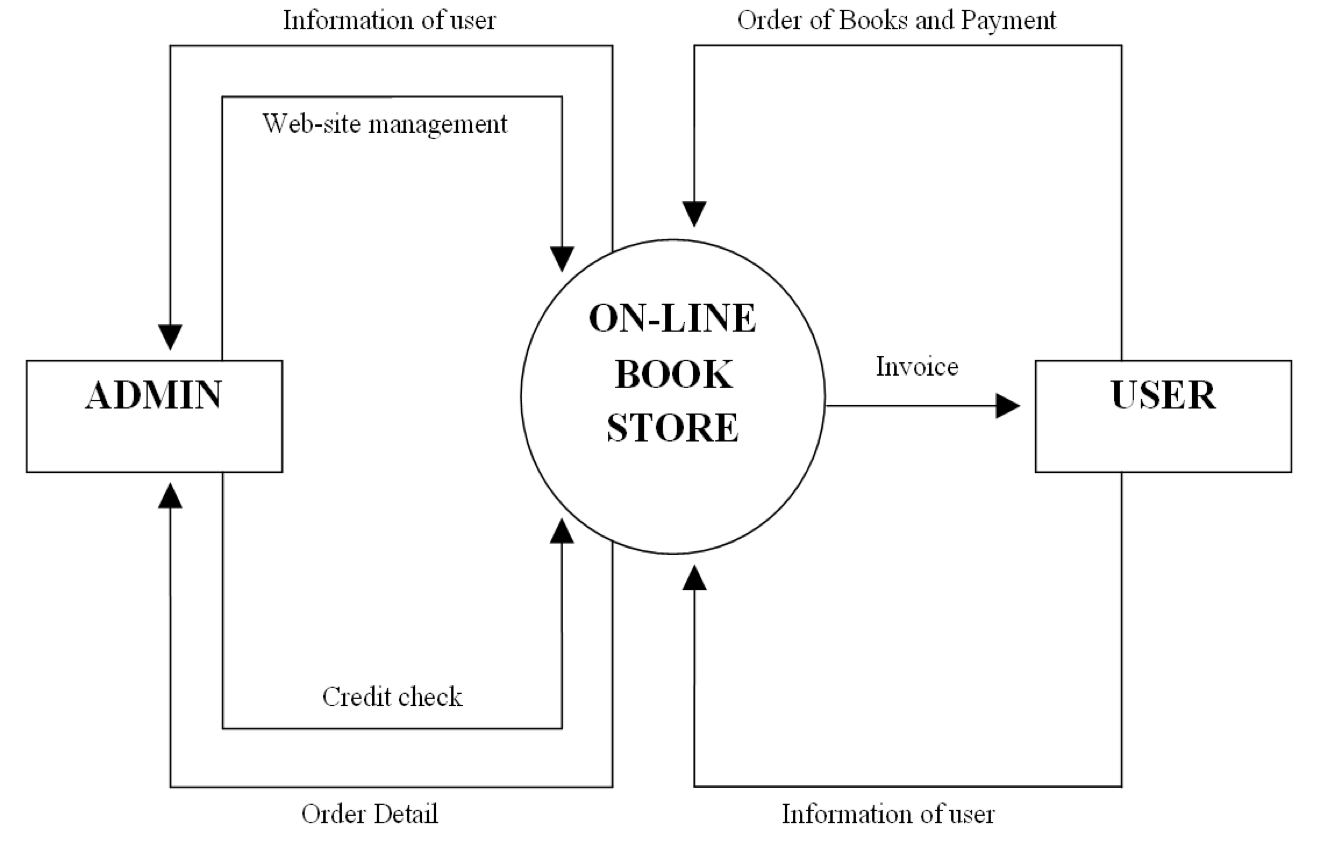 Information of user
Order of Books and Payment
Web-site management
ON-LINE
BOOK
STORE
Invoice
ADMIN
USER
Credit check
Order Detail
Information of user